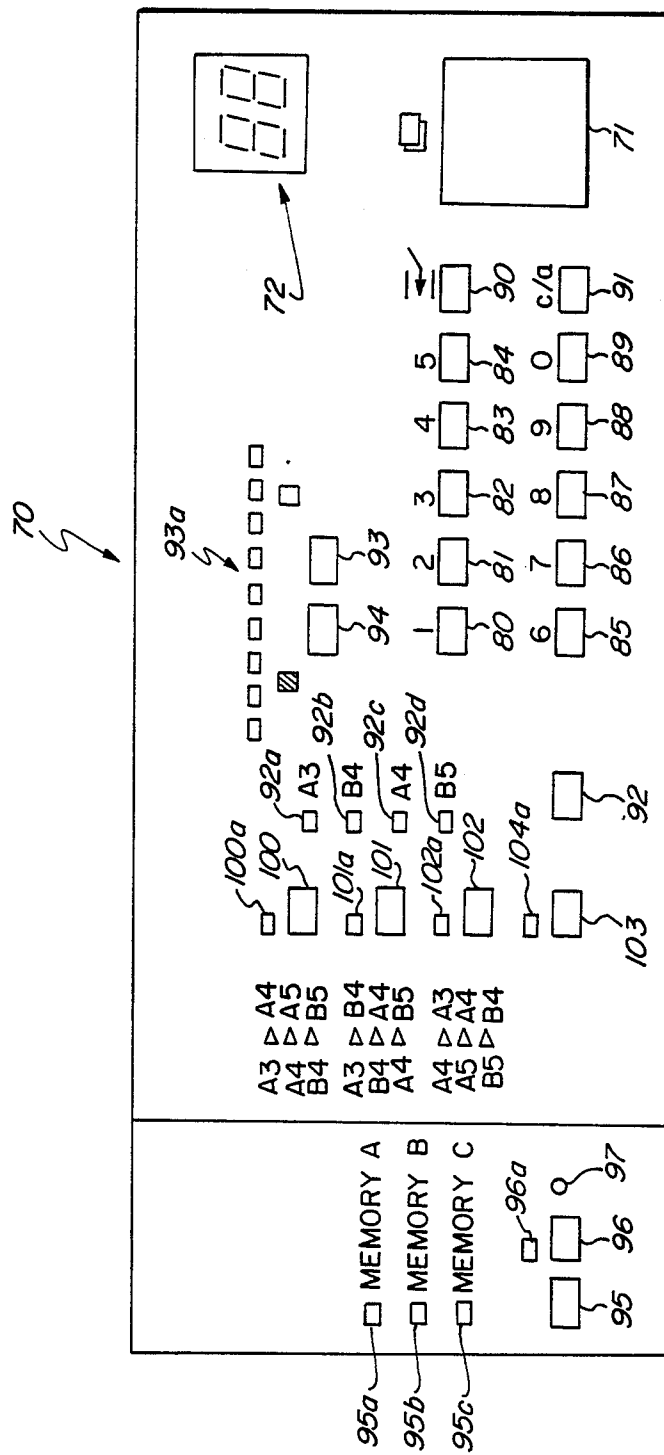 70
93a
100a
100
92a
72
88
A3 ▷ A4
A4 ▷ A5
B4 ▷ B5
A3
92b
101a
101
92c
94
93
A3 ▷ B4
B4 ▷ A4
A4 ▷ B5
B4
95a
MEMORY A
A4
92d
102a
102
1 2 3 4 5
95b
MEMORY B
A4 ▷ A3
A5 ▷ A4
B5 ▷ B4
B5
95c
MEMORY C
80 81 82 83 84 90
96a
104a
6 7 8 9 0 c/a
97
95 96
103 92
85 86 87 88 89 91
71